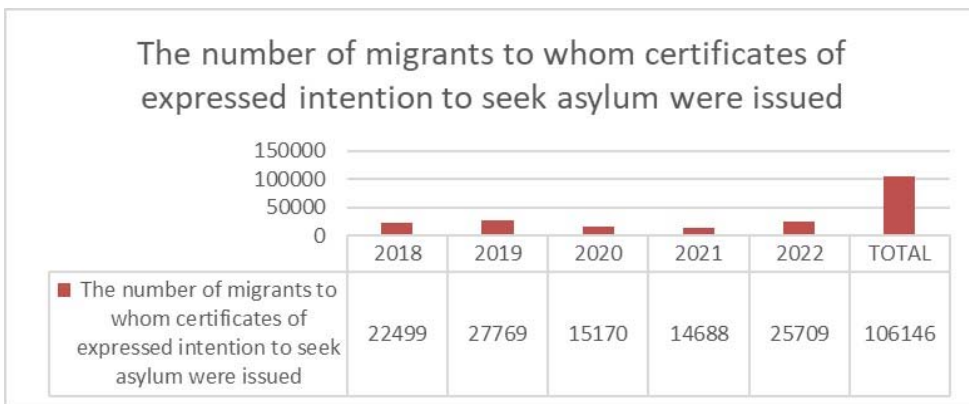 The number of migrants to whom certificates of
expressed intention to seek asylum were issued
150000
100000
50000
0
2018 2019 2020 2021 2022 TOTAL
The number of migrants to
whom certificates of
expressed intention to seek
asylum were issued
22499 27769 15170 14688 25709 106146